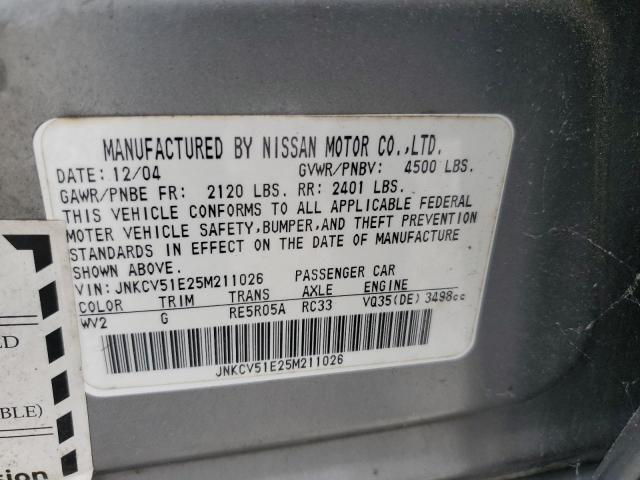 MANUFACTURED BY NISSAN MOTOR CO.,LTD.
DATE: 12/04 GVWR/PNBV: 4500 LBS.
GAWR/PNBE FR: 2120 LBS. RR: 2401 LBS.
THIS VEHICLE CONFORMS TO ALL APPLICABLE FEDERAL
MOTER VEHICLE SAFETY,BUMPER,AND THEFT PREVENTION
STANDARDS IN EFFECT ON THE DATE OF MANUFACTURE
SHOWN ABOVE.
VIN: JNKCV51E25M211026 PASSENGER CAR
COLOR TRIM TRANS AXLE ENGINE
WV2 G RE5R05A RC33 VQ35(DE) 3498cc
JNKCV51E25M211026
BLE)